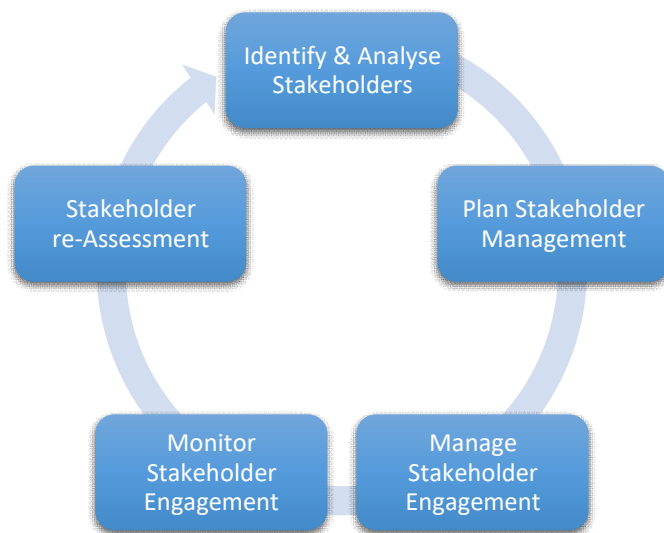 Identify & Analyse
Stakeholders
Plan Stakeholder
Management
Manage
Stakeholder
Engagement
Monitor
Stakeholder
Engagement
Stakeholder
re-Assessment